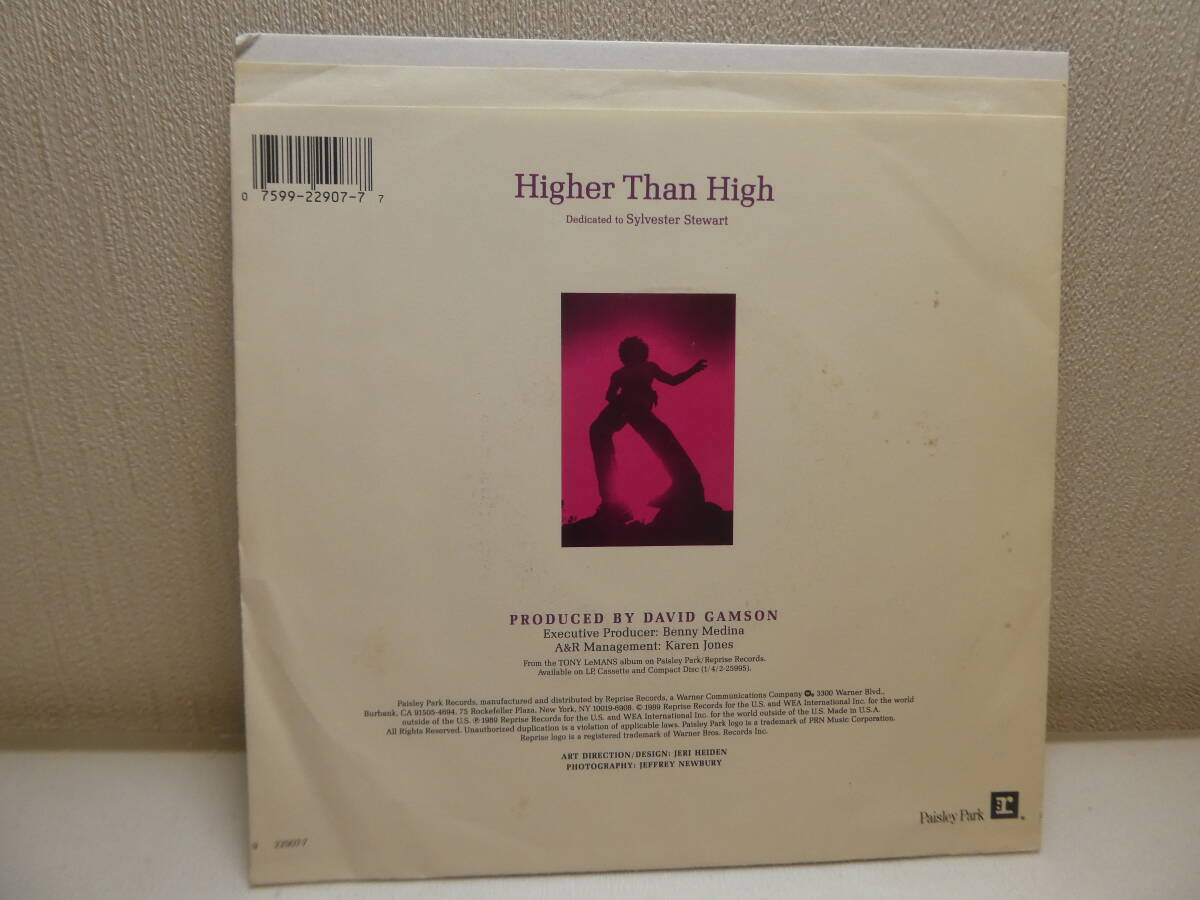 0 7599-22907-7 7
Higher Than High
Dedicated to Sylvester Stewart
PRODUCED BY DAVID GAMSON
Executive Producer: Benny Medina
A&R Management: Karen Jones
From the TONY LeMANS album on Paisley Park/Reprise Records.
Available on LP, Cassette and Compact Disc (1/4/2-25995).
Paisley Park Records, manufactured and distributed by Reprise Records, a Warner Communications Company 3300 Warner Blvd.,
Burbank, CA 91505-4694. 75 Rockefeller Plaza, New York, NY 10019-6908. © 1989 Reprise Records for the U.S. and WEA International Inc. for the world
outside of the U.S. ℗ 1989 Reprise Records for the U.S. and WEA International Inc. for the world outside of the U.S. Made in U.S.A.
All Rights Reserved. Unauthorized duplication is a violation of applicable laws. Paisley Park logo is a trademark of PRN Music Corporation.
Reprise logo is a registered trademark of Warner Bros. Records Inc.
ART DIRECTION/DESIGN: JERI HEIDEN
PHOTOGRAPHY: JEFFREY NEWBURY
Paisley Park r
22907-7